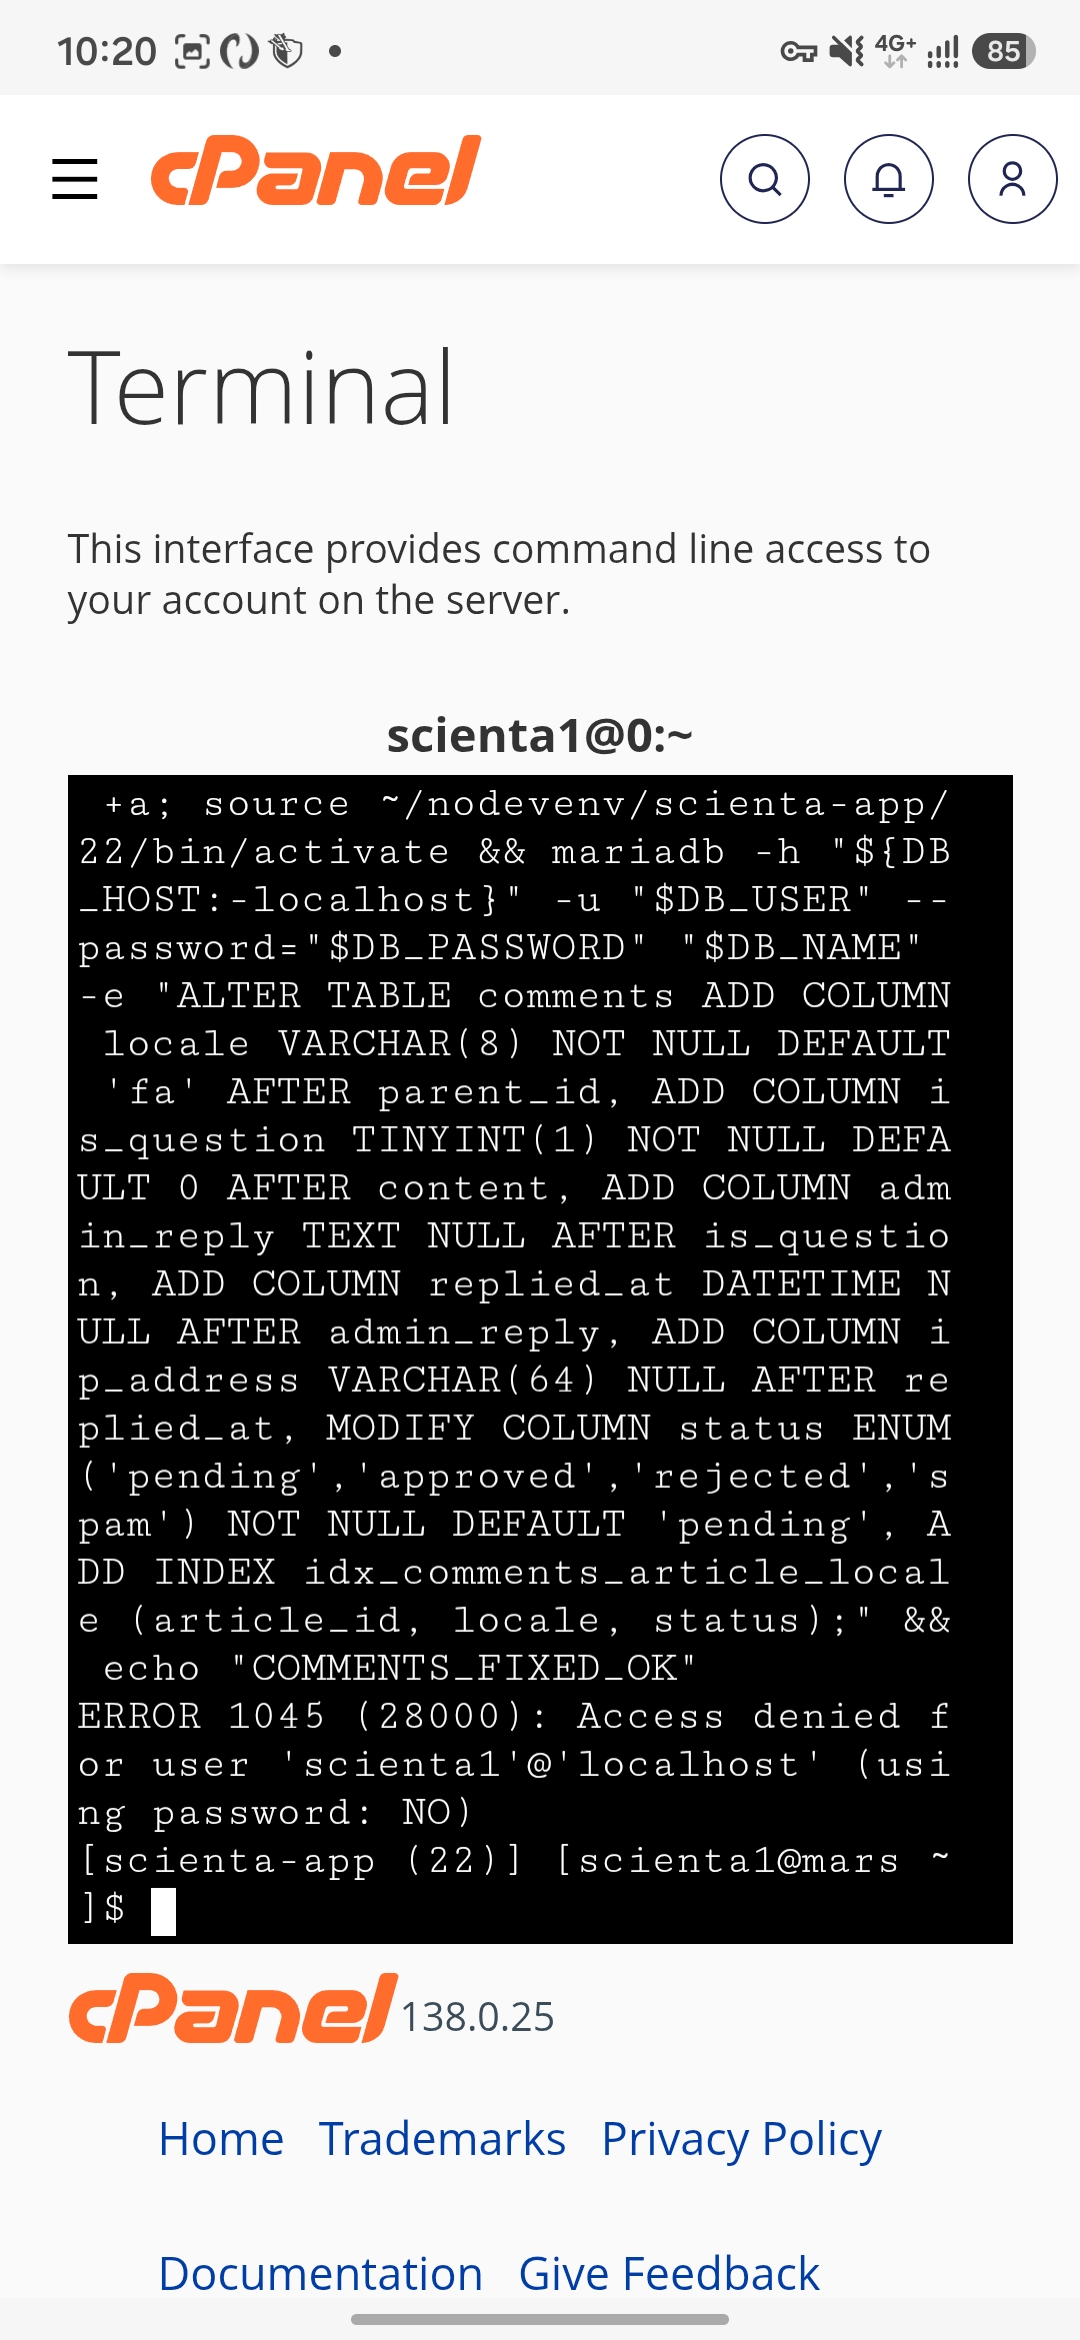 10:20
4G+
85
cPanel
Terminal
This interface provides command line access to
your account on the server.
scienta1@0:~
 +a; source ~/nodevenv/scienta-app/
22/bin/activate && mariadb -h "${DB
_HOST:-localhost}" -u "$DB_USER" --
password="$DB_PASSWORD" "$DB_NAME"
-e "ALTER TABLE comments ADD COLUMN
 locale VARCHAR(8) NOT NULL DEFAULT
 'fa' AFTER parent_id, ADD COLUMN i
s_question TINYINT(1) NOT NULL DEFA
ULT 0 AFTER content, ADD COLUMN adm
in_reply TEXT NULL AFTER is_questio
n, ADD COLUMN replied_at DATETIME N
ULL AFTER admin_reply, ADD COLUMN i
p_address VARCHAR(64) NULL AFTER re
plied_at, MODIFY COLUMN status ENUM
('pending','approved','rejected','s
pam') NOT NULL DEFAULT 'pending', A
DD INDEX idx_comments_article_local
e (article_id, locale, status);" &&
 echo "COMMENTS_FIXED_OK"
ERROR 1045 (28000): Access denied f
or user 'scienta1'@'localhost' (usi
ng password: NO)
[scienta-app (22)] [scienta1@mars ~
]$
cPanel 138.0.25
Home Trademarks Privacy Policy
Documentation Give Feedback